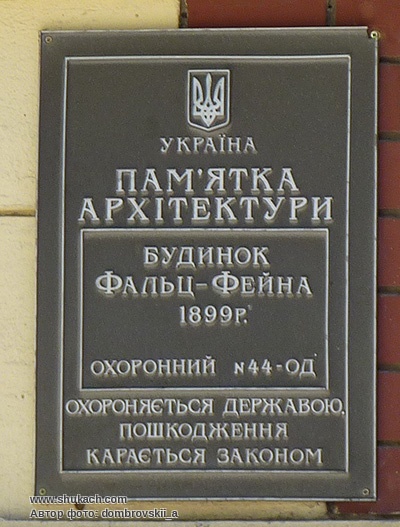 УКРАЇНА
ПАМ'ЯТКА
АРХІТЕКТУРИ
БУДИНОК
ФАЛЬЦ-ФЕЙНА
1899Р.
ОХОРОННИЙ N44-ОД
ОХОРОНЯЄТЬСЯ ДЕРЖАВОЮ,
ПОШКОДЖЕННЯ
КАРАЄТЬСЯ ЗАКОНОМ
www.shukach.com
Автор фото: dombrovskii_a